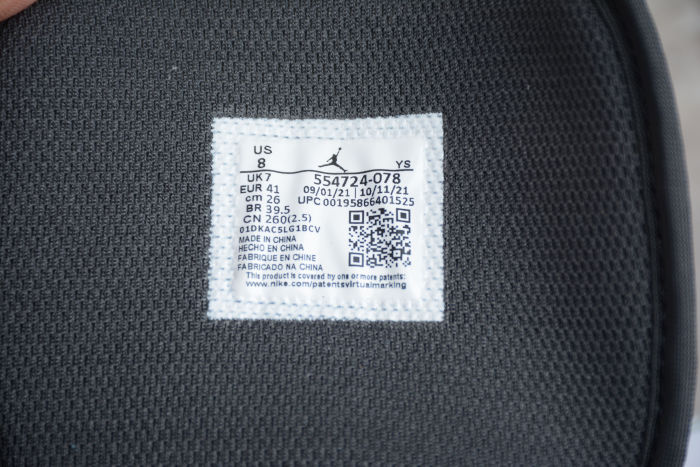 US
8 YS
UK7 554724-078
EUR 41 09/01/21 | 10/11/21
cm 26 UPC 00195866401525
BR 39.5
CN 260(2.5)
01DKAC5LG1BCV
MADE IN CHINA
HECHO EN CHINA
FABRIQUE EN CHINE
FABRICADO NA CHINA
This product is covered by one or more patents:
www.nike.com/patentsvirtualmarking